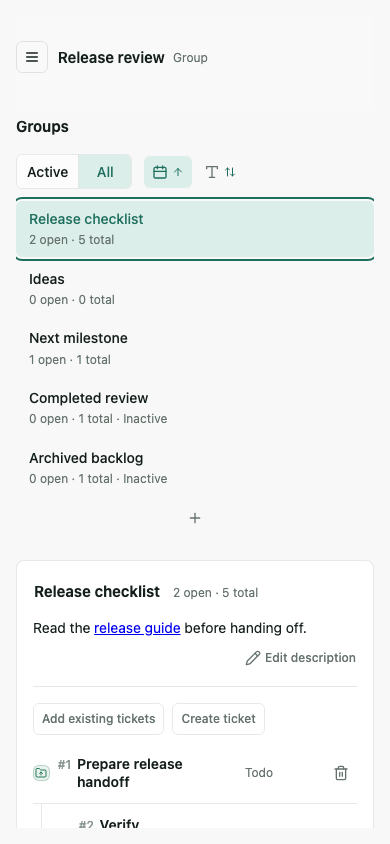 Release review Group
Groups
Active All
Release checklist
2 open · 5 total
Ideas
0 open · 0 total
Next milestone
1 open · 1 total
Completed review
0 open · 1 total · Inactive
Archived backlog
0 open · 1 total · Inactive
Release checklist 2 open · 5 total
Read the release guide before handing off.
Edit description
Add existing tickets Create ticket
#1 Prepare release Todo
handoff
#2 Verify